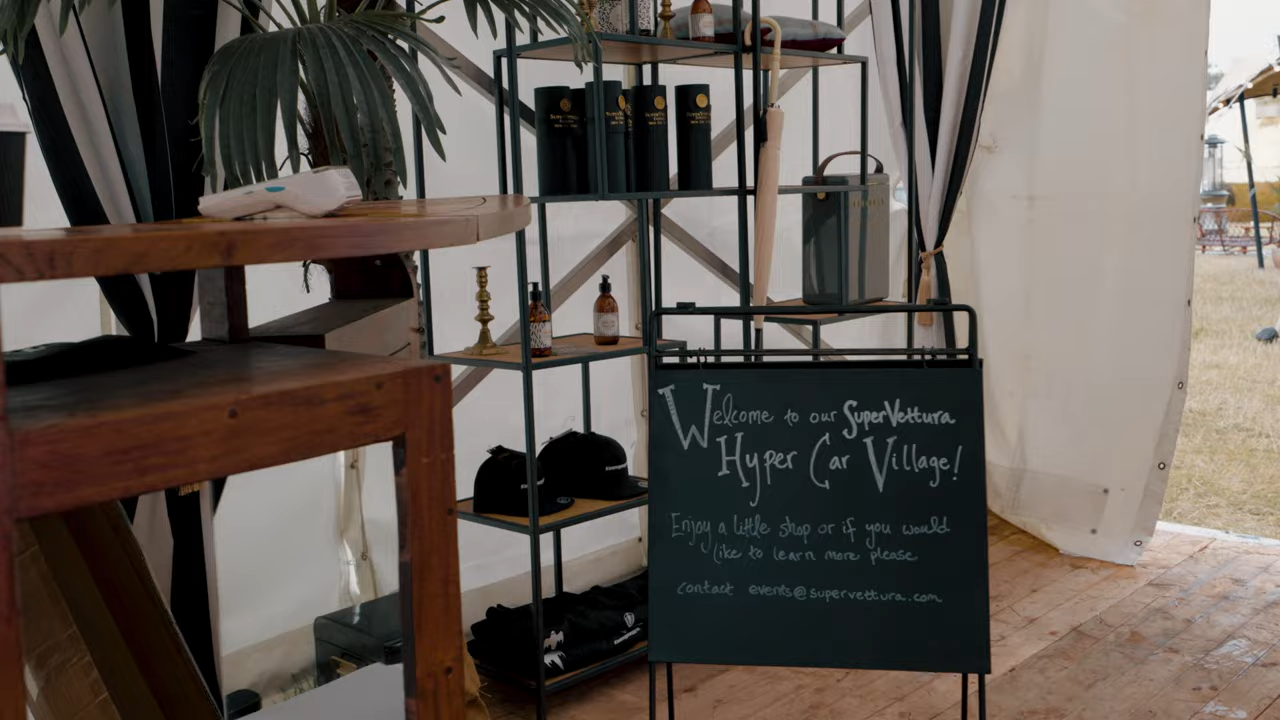 Welcome to our SuperVettura
Hyper Car Village!
Enjoy a little shop or if you would
like to learn more please
contact events@supervettura.com